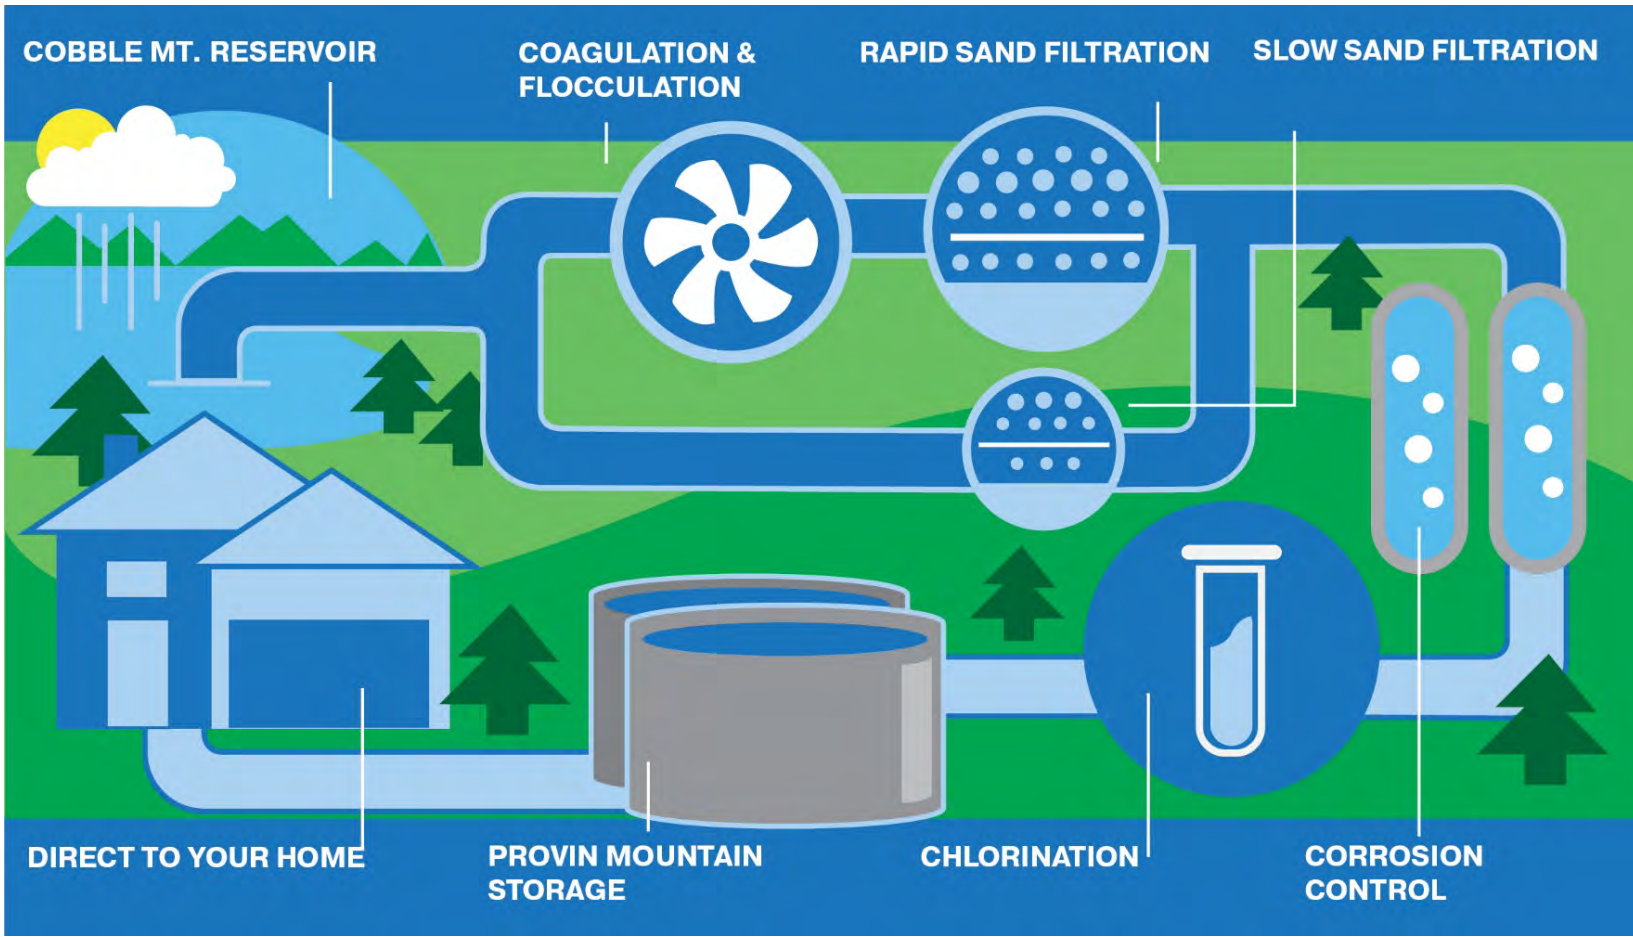 COBBLE MT. RESERVOIR
COAGULATION &
FLOCCULATION
RAPID SAND FILTRATION
SLOW SAND FILTRATION
DIRECT TO YOUR HOME
PROVIN MOUNTAIN
STORAGE
CHLORINATION
CORROSION
CONTROL